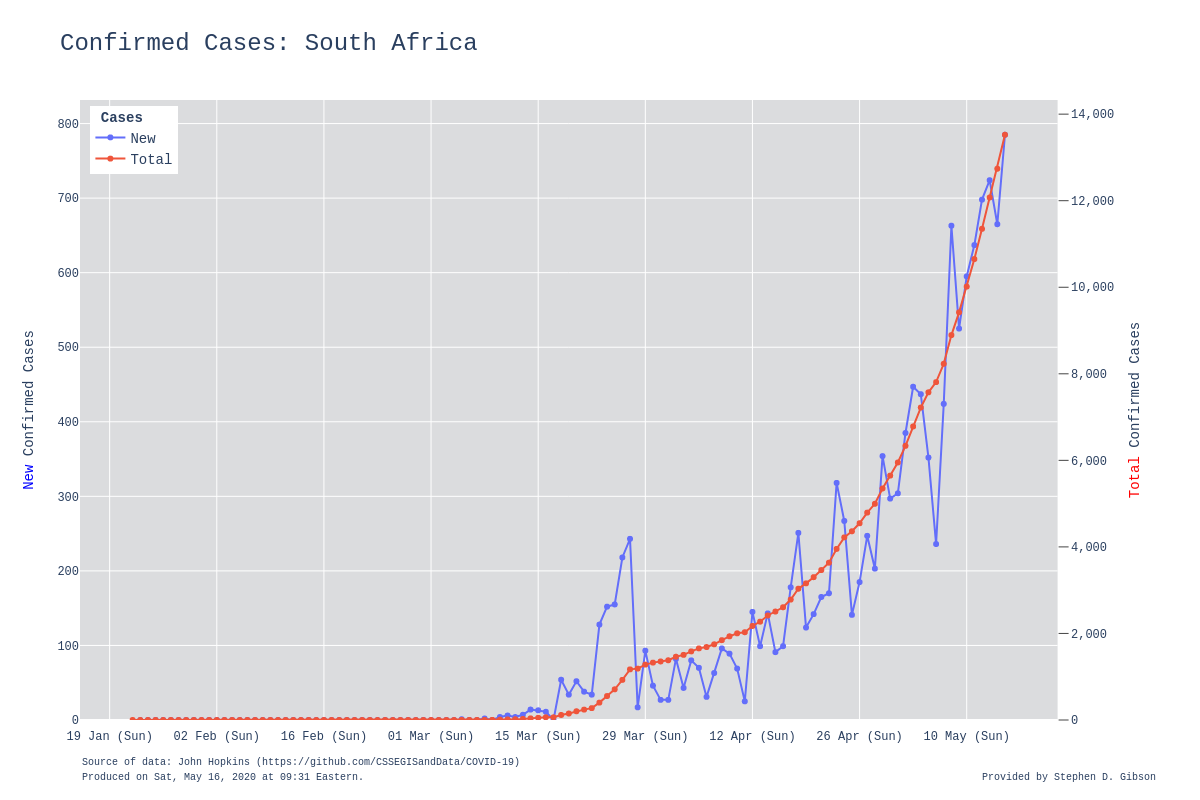 Confirmed Cases: South Africa
Cases
New
Total
800
700
600
500
400
300
200
100
0
New Confirmed Cases
14,000
12,000
10,000
8,000
6,000
4,000
2,000
0
Total Confirmed Cases
19 Jan (Sun) 02 Feb (Sun) 16 Feb (Sun) 01 Mar (Sun) 15 Mar (Sun) 29 Mar (Sun) 12 Apr (Sun) 26 Apr (Sun) 10 May (Sun)
Source of data: John Hopkins (https://github.com/CSSEGISandData/COVID-19)
Produced on Sat, May 16, 2020 at 09:31 Eastern.
Provided by Stephen D. Gibson